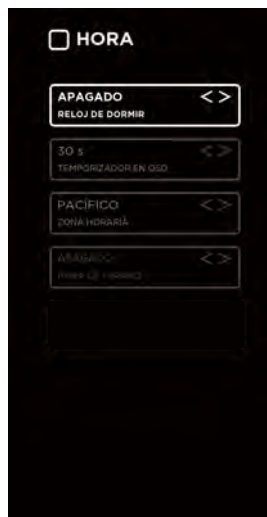 HORA
APAGADO < >
RELOJ DE DORMIR
30 s < >
TEMPORIZADOR EN OSD
PACÍFICO < >
ZONA HORARIA
APAGADO < >